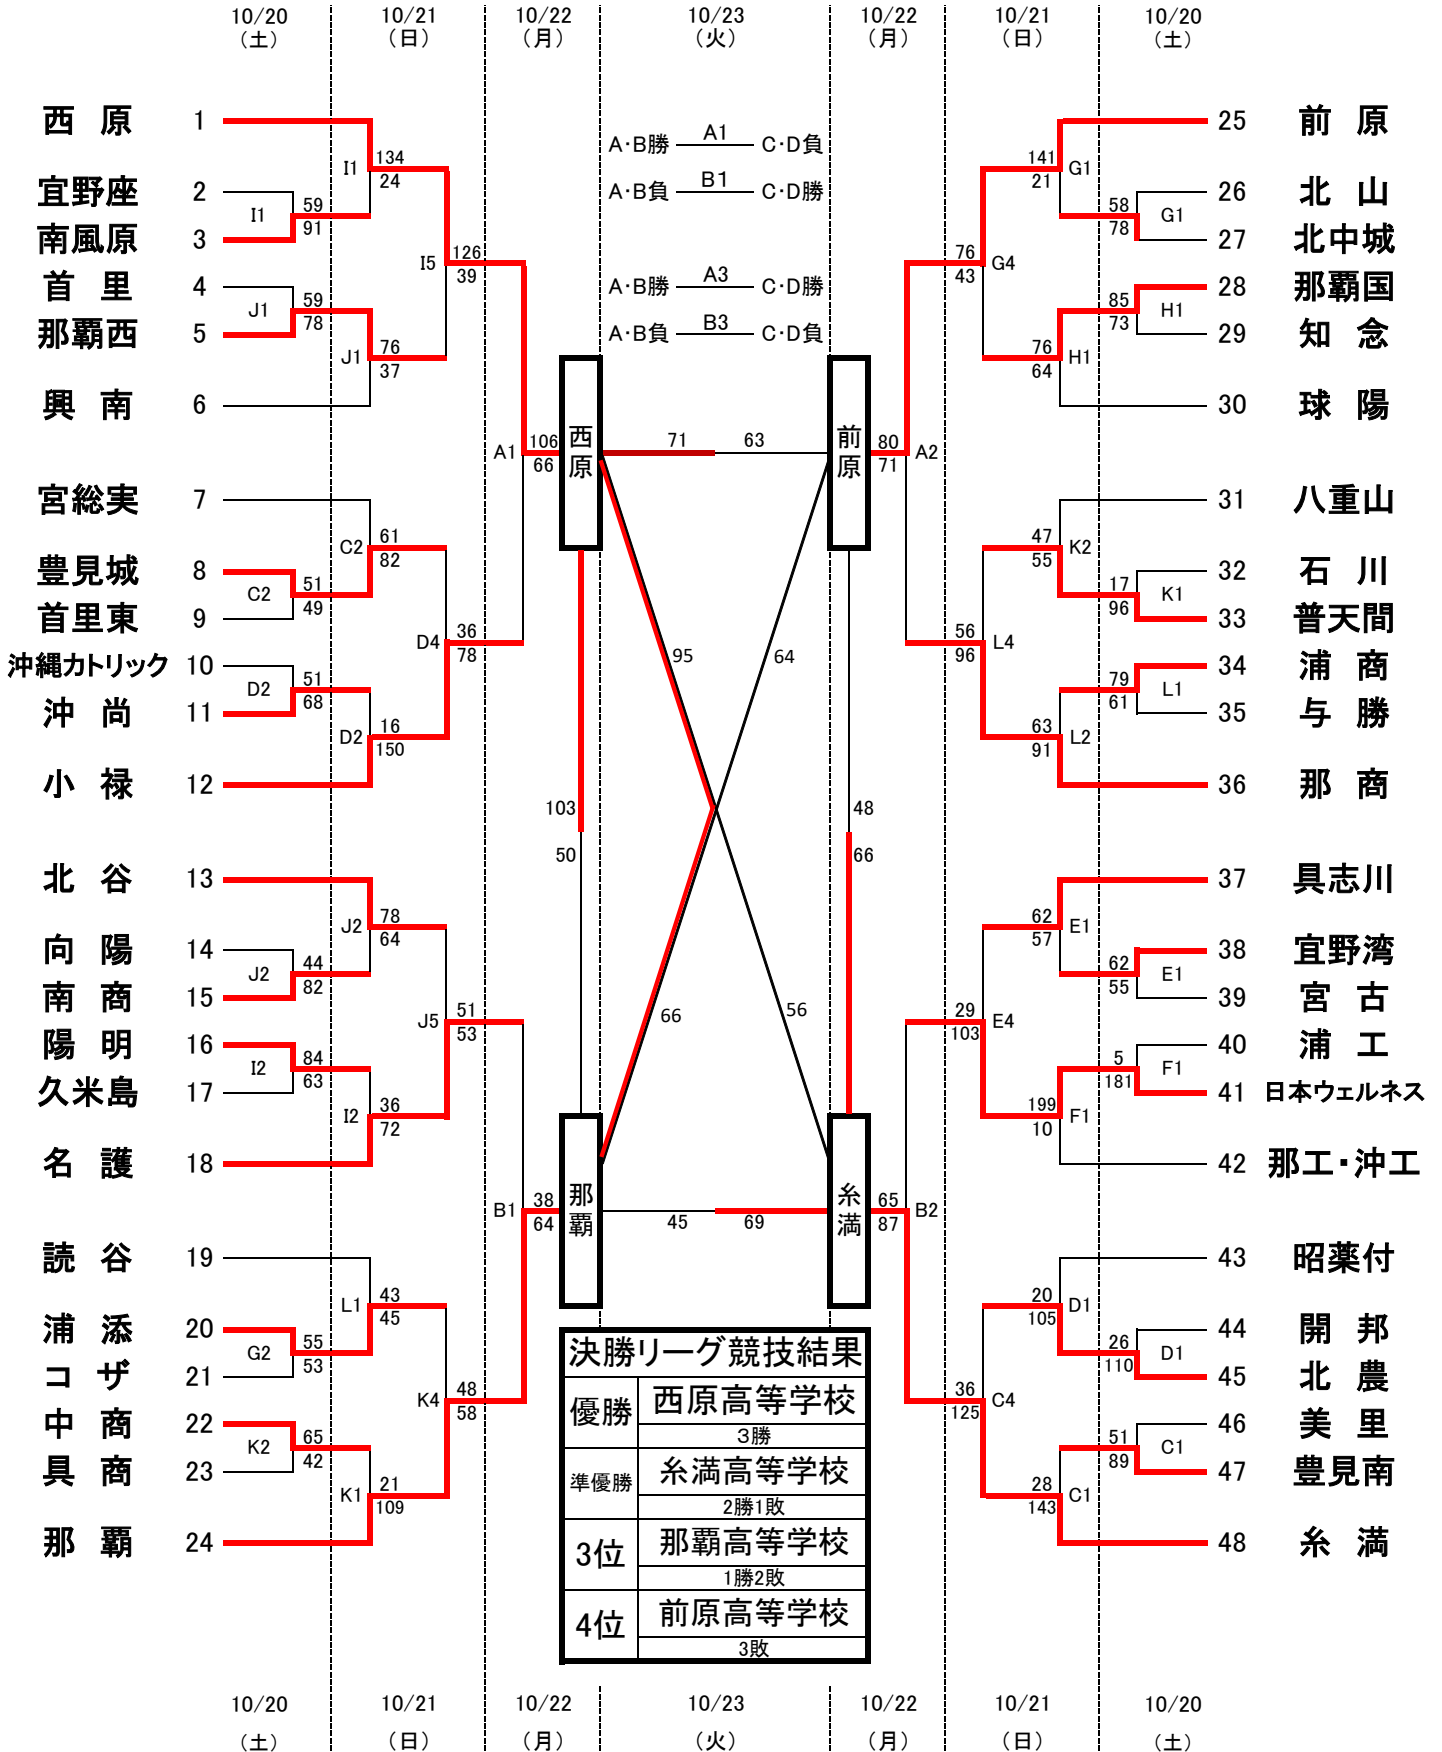 10/20 10/21 10/22 10/23 10/22 10/21 10/20
（土） （日） （月） （火） （月） （日） （土）
西 原 1
宜野座 2
南風原 3
首 里 4
那覇西 5
興 南 6
宮総実 7
豊見城 8
首里東 9
沖縄カトリック 10
沖 尚 11
小 禄 12
北 谷 13
向 陽 14
南 商 15
陽 明 16
久米島 17
名 護 18
読 谷 19
浦 添 20
コ ザ 21
中 商 22
具 商 23
那 覇 24
I1 59 91
J1 59 78
C2 51 49
D2 51 68
J2 44 82
I2 84 63
G2 55 53
K2 65 42
I1 134 24
J1 76 37
C2 61 82
D2 16 150
J2 78 64
I2 36 72
L1 43 45
K1 21 109
I5 126 39
D4 36 78
J5 51 53
K4 48 58
A1 106 66
B1 38 64
A･B勝 A1 C･D負
A･B負 B1 C･D勝
A･B勝 A3 C･D勝
A･B負 B3 C･D負
西原
前原
那覇
糸満
71 63
95 64
103 48
50 66
66 56
45 69
決勝リーグ競技結果
優勝 西原高等学校
3勝
準優勝 糸満高等学校
2勝1敗
3位 那覇高等学校
1勝2敗
4位 前原高等学校
3敗
80 71 A2
65 87 B2
76 43 G4
56 96 L4
29 103 E4
36 125 C4
141 21 G1
76 64 H1
47 55 K2
63 91 L2
62 57 E1
199 10 F1
20 105 D1
28 143 C1
58 78 G1
85 73 H1
17 96 K1
79 61 L1
62 55 E1
5 181 F1
26 110 D1
51 89 C1
25 前 原
26 北 山
27 北中城
28 那覇国
29 知 念
30 球 陽
31 八重山
32 石 川
33 普天間
34 浦 商
35 与 勝
36 那 商
37 具志川
38 宜野湾
39 宮 古
40 浦 工
41 日本ウェルネス
42 那工・沖工
43 昭薬付
44 開 邦
45 北 農
46 美 里
47 豊見南
48 糸 満
10/20 10/21 10/22 10/23 10/22 10/21 10/20
（土） （日） （月） （火） （月） （日） （土）